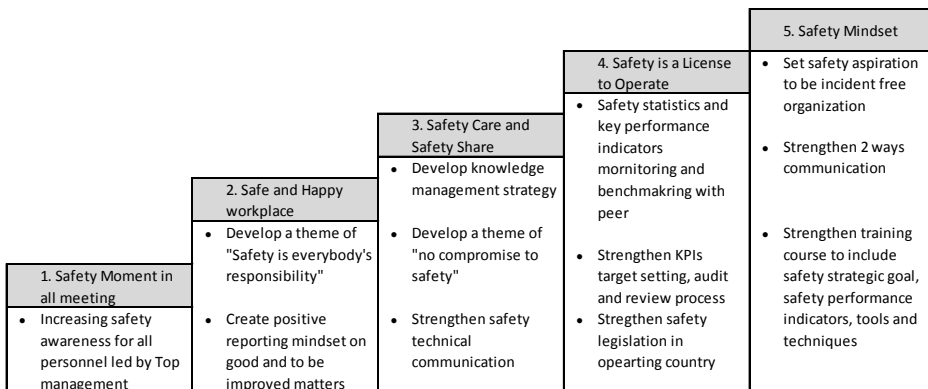 1. Safety Moment in
all meeting
• Increasing safety
awareness for all
personnel led by Top
management
2. Safe and Happy
workplace
• Develop a theme of
"Safety is everybody's
responsibility"
• Create positive
reporting mindset on
good and to be
improved matters
3. Safety Care and
Safety Share
• Develop knowledge
management strategy
• Develop a theme of
"no compromise to
safety"
• Strengthen safety
technical
communication
4. Safety is a License
to Operate
• Safety statistics and
key performance
indicators
mornitoring and
benchmakring with
peer
• Strengthen KPIs
target setting, audit
and review process
• Stregthen safety
legislation in
opearting country
5. Safety Mindset
• Set safety aspiration
to be incident free
organization
• Strengthen 2 ways
communication
• Strengthen training
course to include
safety strategic goal,
safety performance
indicators, tools and
techniques